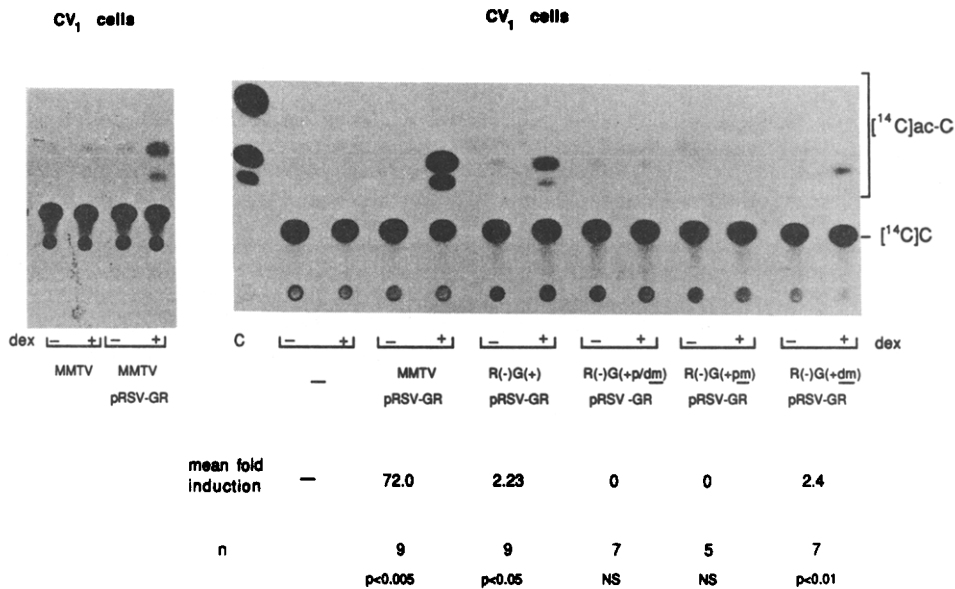 CV1 cells
CV1 cells
[14 C]ac-C
[14C]C
dex − + − +
MMTV MMTV
pRSV-GR
C − + − + − + − + − + − + dex
− MMTV R(-)G(+) R(-)G(+p/dm) R(-)G(+pm) R(-)G(+dm)
pRSV-GR pRSV-GR pRSV -GR pRSV-GR pRSV-GR
mean fold
induction − 72.0 2.23 0 0 2.4
n 9 9 7 5 7
p<0.005 p<0.05 NS NS p<0.01